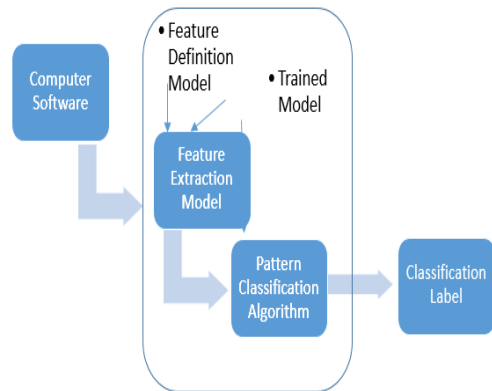 • Feature
Definition
Model
• Trained
Model
Computer
Software
Feature
Extraction
Model
Pattern
Classification
Algorithm
Classification
Label